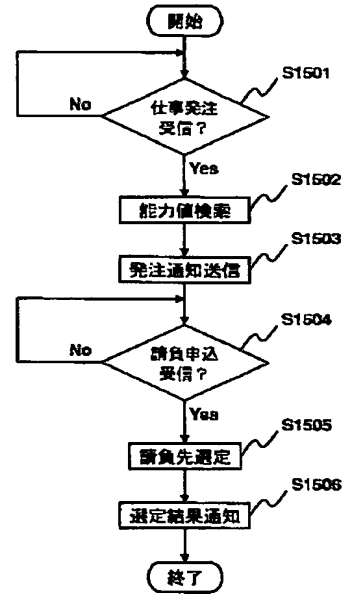 開始
S1501
仕事発注
受信？
No
Yes
S1502
能力値検索
S1503
発注通知送信
S1504
請負申込
受信？
No
Yes
S1505
請負先選定
S1506
選定結果通知
終了